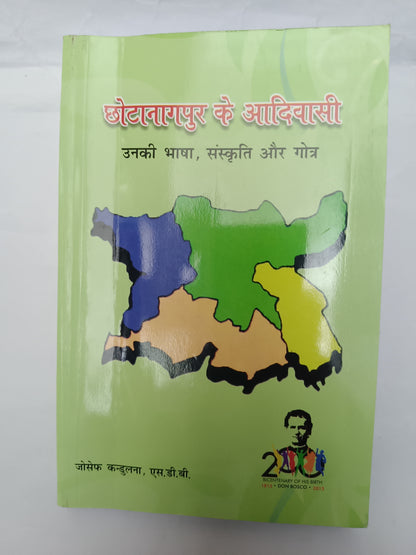 छोटानागपुर के आदिवासी
उनकी भाषा, संस्कृति और गोत्र
जोसेफ कन्डुलना, एस.डी.बी.
200
BICENTENARY OF HIS BIRTH
1815 • DON BOSCO • 2015